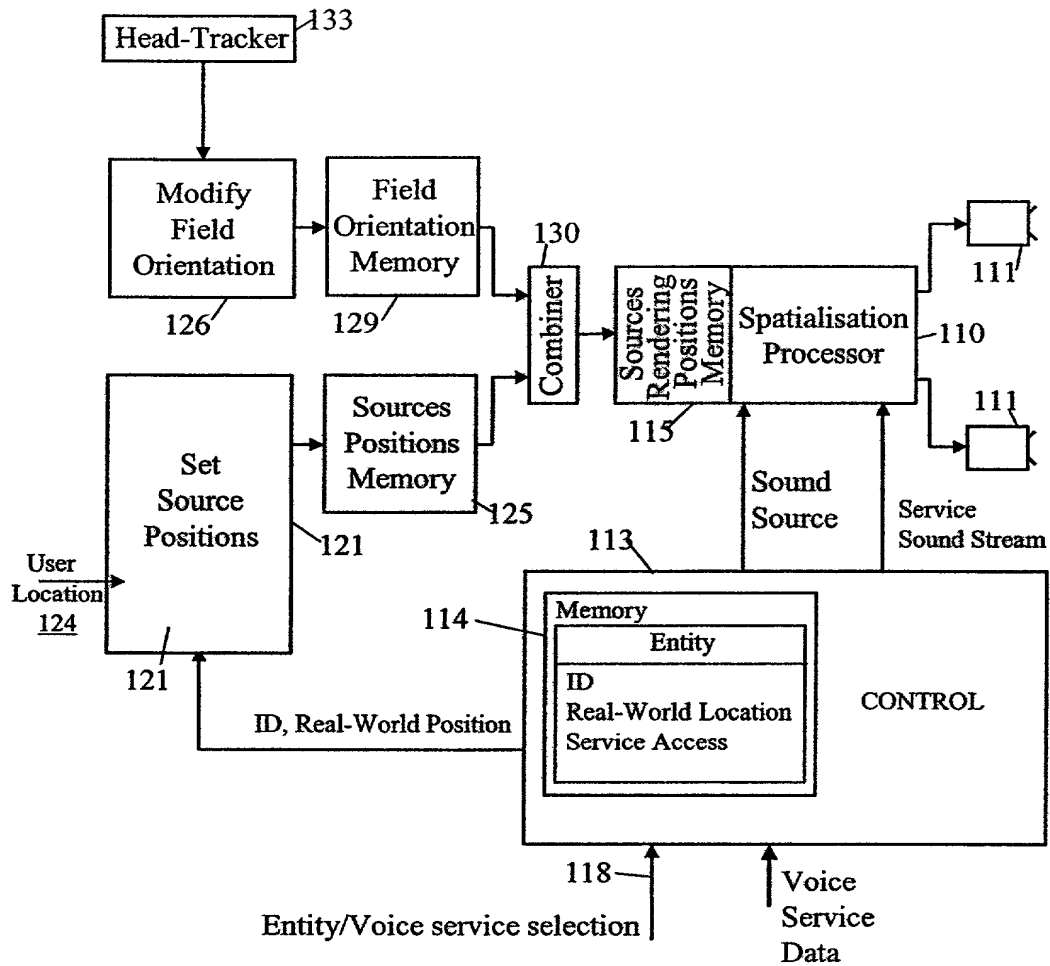 133
Head-Tracker
Modify
Field
Orientation
126
Field
Orientation
Memory
129
130
Combiner
Sources
Rendering
Positions
Memory
115
Spatialisation
Processor
110
111
111
Set
Source
Positions
121
121
User
Location
124
Sources
Positions
Memory
125
Sound
Source
Service
Sound Stream
113
114
Memory
Entity
ID
Real-World Location
Service Access
CONTROL
ID, Real-World Position
118
Entity/Voice service selection
Voice
Service
Data